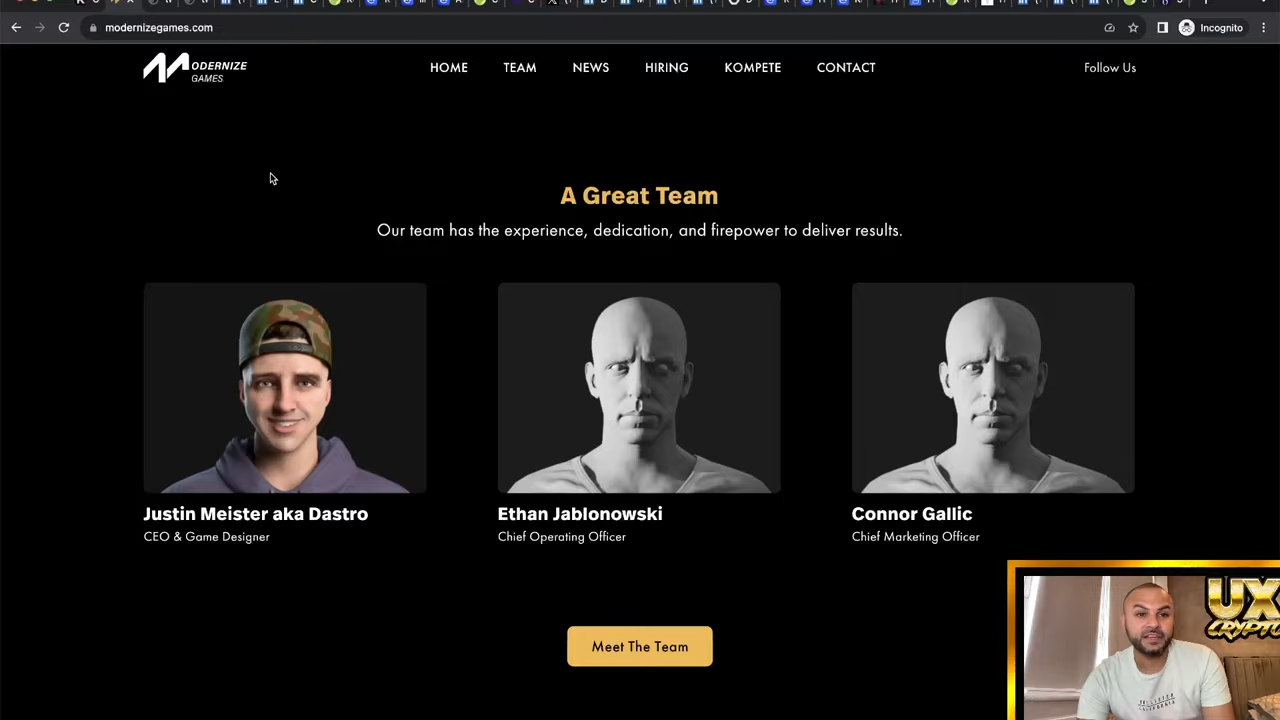 modernizegames.com
Incognito
MODERNIZE
GAMES
HOME
TEAM
NEWS
HIRING
KOMPETE
CONTACT
Follow Us
A Great Team
Our team has the experience, dedication, and firepower to deliver results.
Justin Meister aka Dastro
CEO & Game Designer
Ethan Jablonowski
Chief Operating Officer
Connor Gallic
Chief Marketing Officer
Meet The Team
UX
CRYPTO
CALIFORNIA